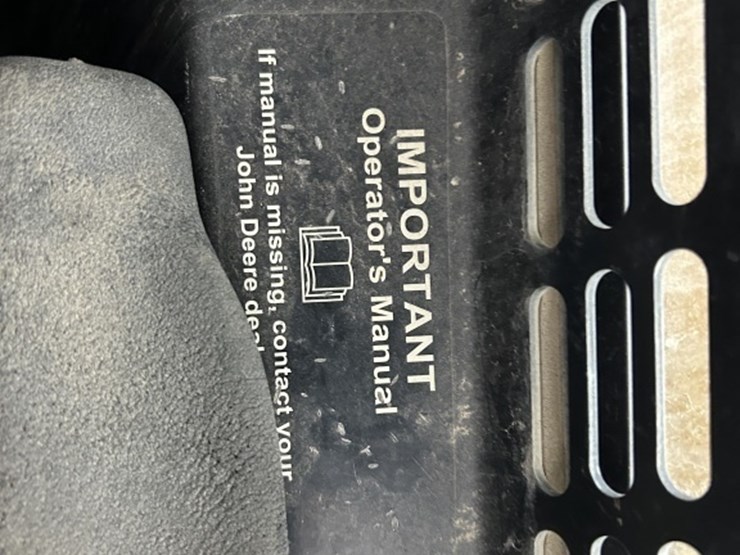 IMPORTANT
Operator's Manual
If manual is missing, contact your
John Deere